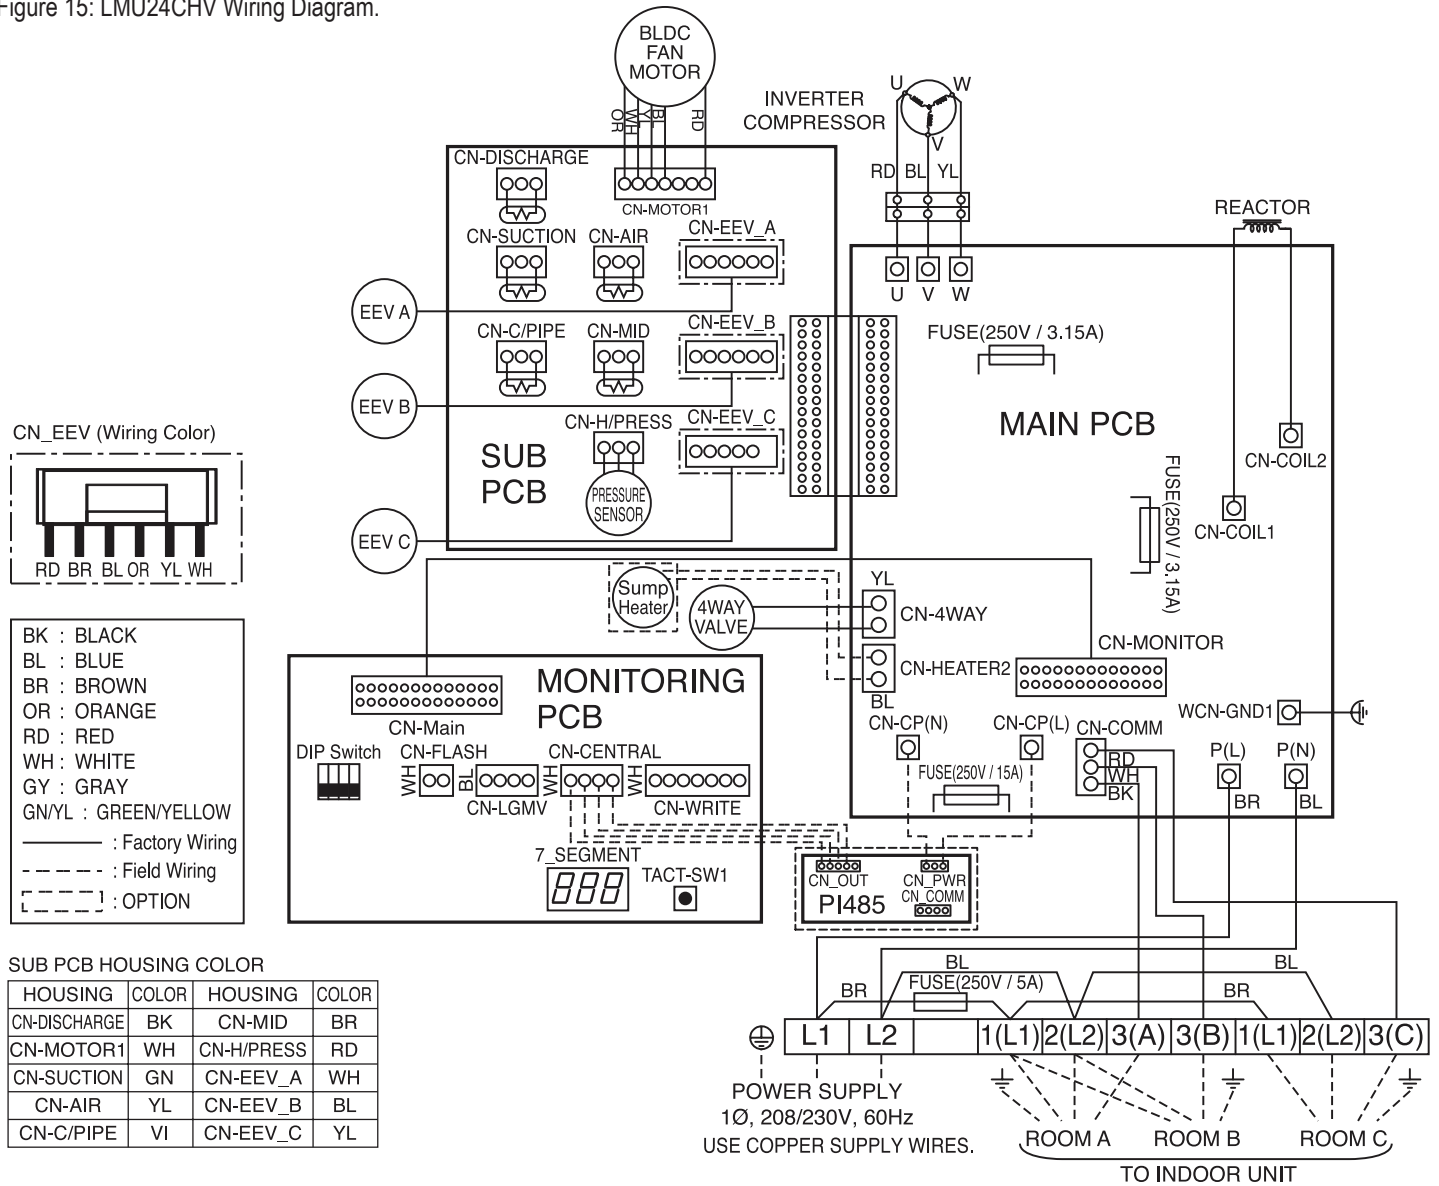 Figure 15: LMU24CHV Wiring Diagram.
BLDC
FAN
MOTOR
OR
WH
YL
BL
RD
INVERTER
COMPRESSOR
U
W
V
RD BL YL
REACTOR
CN-DISCHARGE
CN-MOTOR1
CN-SUCTION
CN-AIR
CN-EEV_A
EEV A
CN-C/PIPE
CN-MID
CN-EEV_B
EEV B
CN-H/PRESS
CN-EEV_C
SUB
PCB
PRESSURE
SENSOR
EEV C
U V W
FUSE(250V / 3.15A)
MAIN PCB
CN-COIL2
CN-COIL1
FUSE(250V / 3.15A)
CN_EEV (Wiring Color)
RD BR BL OR YL WH
Sump
Heater
4WAY
VALVE
YL
CN-4WAY
CN-HEATER2
BL
CN-MONITOR
WCN-GND1
CN-CP(N)
CN-CP(L)
CN-COMM
RD
WH
BK
P(L)
P(N)
BR
BL
FUSE(250V / 15A)
BK : BLACK
BL : BLUE
BR : BROWN
OR : ORANGE
RD : RED
WH : WHITE
GY : GRAY
GN/YL : GREEN/YELLOW
: Factory Wiring
: Field Wiring
: OPTION
MONITORING
PCB
CN-Main
DIP Switch
CN-FLASH
WH
BL
CN-LGMV
CN-CENTRAL
WH
WH
CN-WRITE
7_SEGMENT
888
TACT-SW1
CN_OUT
CN_PWR
CN_COMM
PI485
SUB PCB HOUSING COLOR
HOUSING COLOR HOUSING COLOR
CN-DISCHARGE BK CN-MID BR
CN-MOTOR1 WH CN-H/PRESS RD
CN-SUCTION GN CN-EEV_A WH
CN-AIR YL CN-EEV_B BL
CN-C/PIPE VI CN-EEV_C YL
BL
BL
BR
FUSE(250V / 5A)
BR
L1 L2 1(L1) 2(L2) 3(A) 3(B) 1(L1) 2(L2) 3(C)
POWER SUPPLY
1Ø, 208/230V, 60Hz
USE COPPER SUPPLY WIRES.
ROOM A ROOM B ROOM C
TO INDOOR UNIT